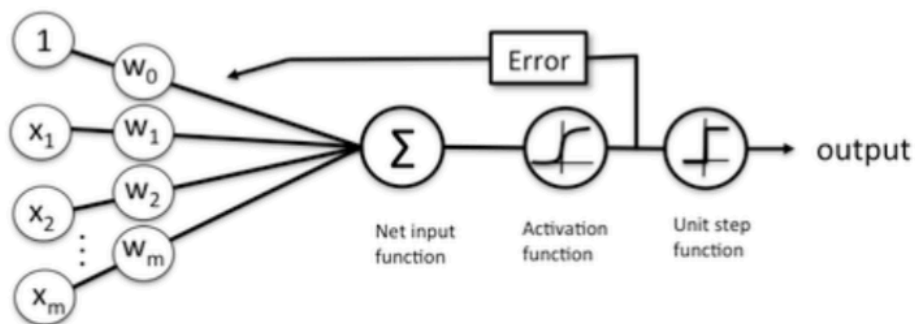 1
w0
Error
x1
w1
Σ
output
x2
w2
Net input
function
Activation
function
Unit step
function
wm
xm